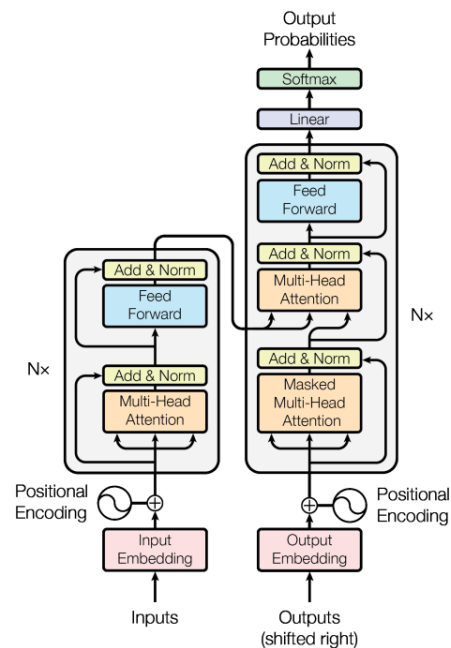 Output
Probabilities
Softmax
Linear
Add & Norm
Feed
Forward
Add & Norm
Multi-Head
Attention
Add & Norm
Masked
Multi-Head
Attention
N×
Add & Norm
Feed
Forward
N×
Add & Norm
Multi-Head
Attention
Positional
Encoding
Positional
Encoding
Input
Embedding
Output
Embedding
Inputs
Outputs
(shifted right)